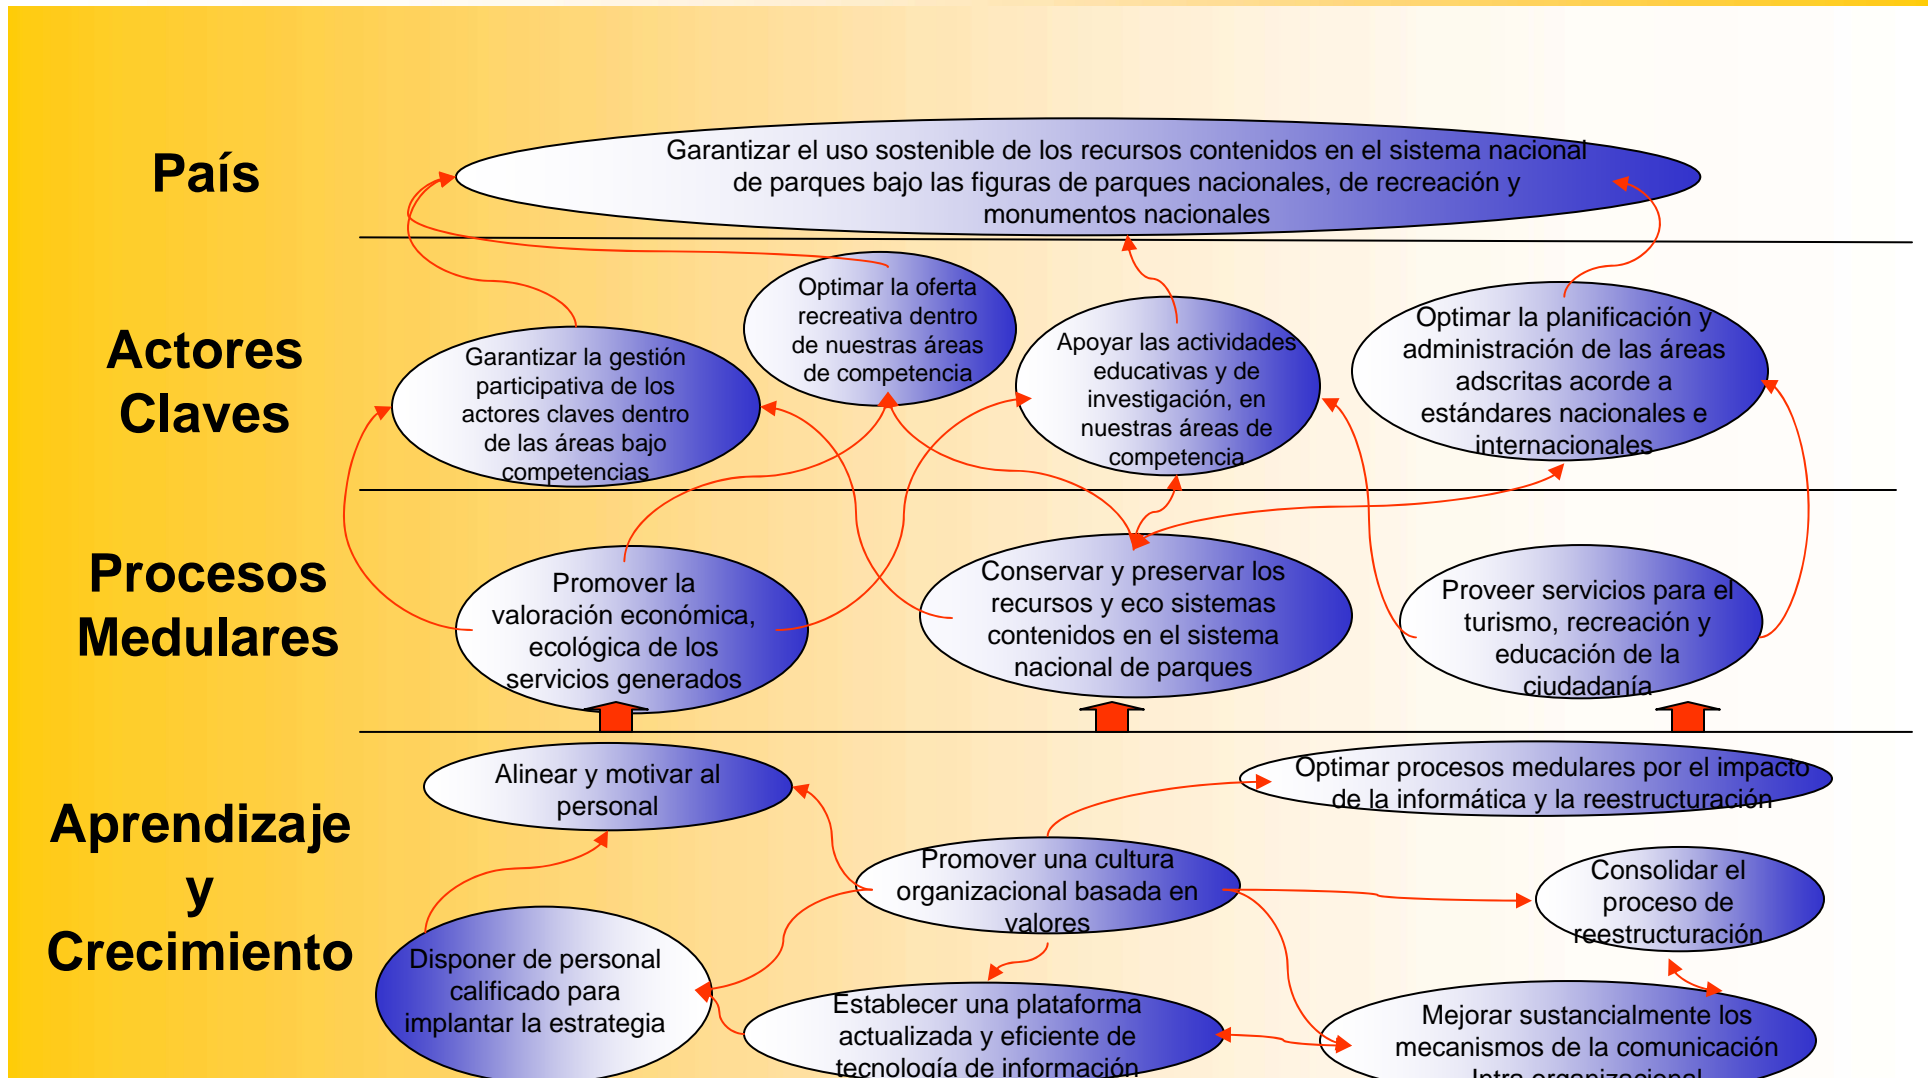 País
Garantizar el uso sostenible de los recursos contenidos en el sistema nacional
de parques bajo las figuras de parques nacionales, de recreación y
monumentos nacionales
Actores
Claves
Garantizar la gestión
participativa de los
actores claves dentro
de las áreas bajo
competencias
Optimar la oferta
recreativa dentro
de nuestras áreas
de competencia
Apoyar las actividades
educativas y de
investigación, en
nuestras áreas de
competencia
Optimar la planificación y
administración de las áreas
adscritas acorde a
estándares nacionales e
internacionales
Procesos
Medulares
Promover la
valoración económica,
ecológica de los
servicios generados
Conservar y preservar los
recursos y eco sistemas
contenidos en el sistema
nacional de parques
Proveer servicios para el
turismo, recreación y
educación de la
ciudadanía
Aprendizaje
y
Crecimiento
Alinear y motivar al
personal
Optimar procesos medulares por el impacto
de la informática y la reestructuración
Promover una cultura
organizacional basada en
valores
Consolidar el
proceso de
reestructuración
Disponer de personal
calificado para
implantar la estrategia
Establecer una plataforma
actualizada y eficiente de
tecnología de información
Mejorar sustancialmente los
mecanismos de la comunicación
Intra organizacional